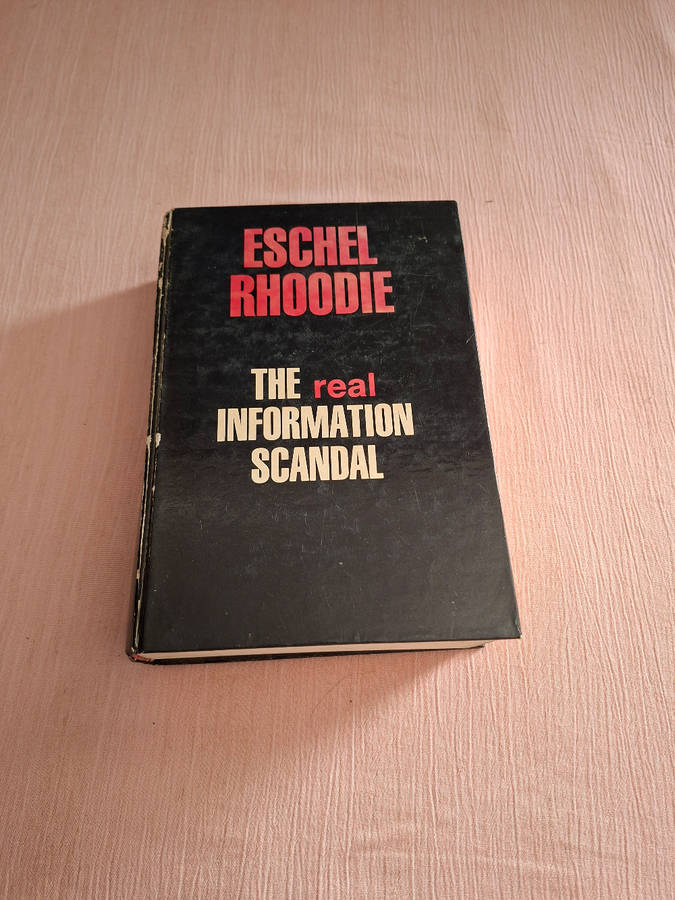 ESCHEL
RHOODIE
THE real
INFORMATION
SCANDAL